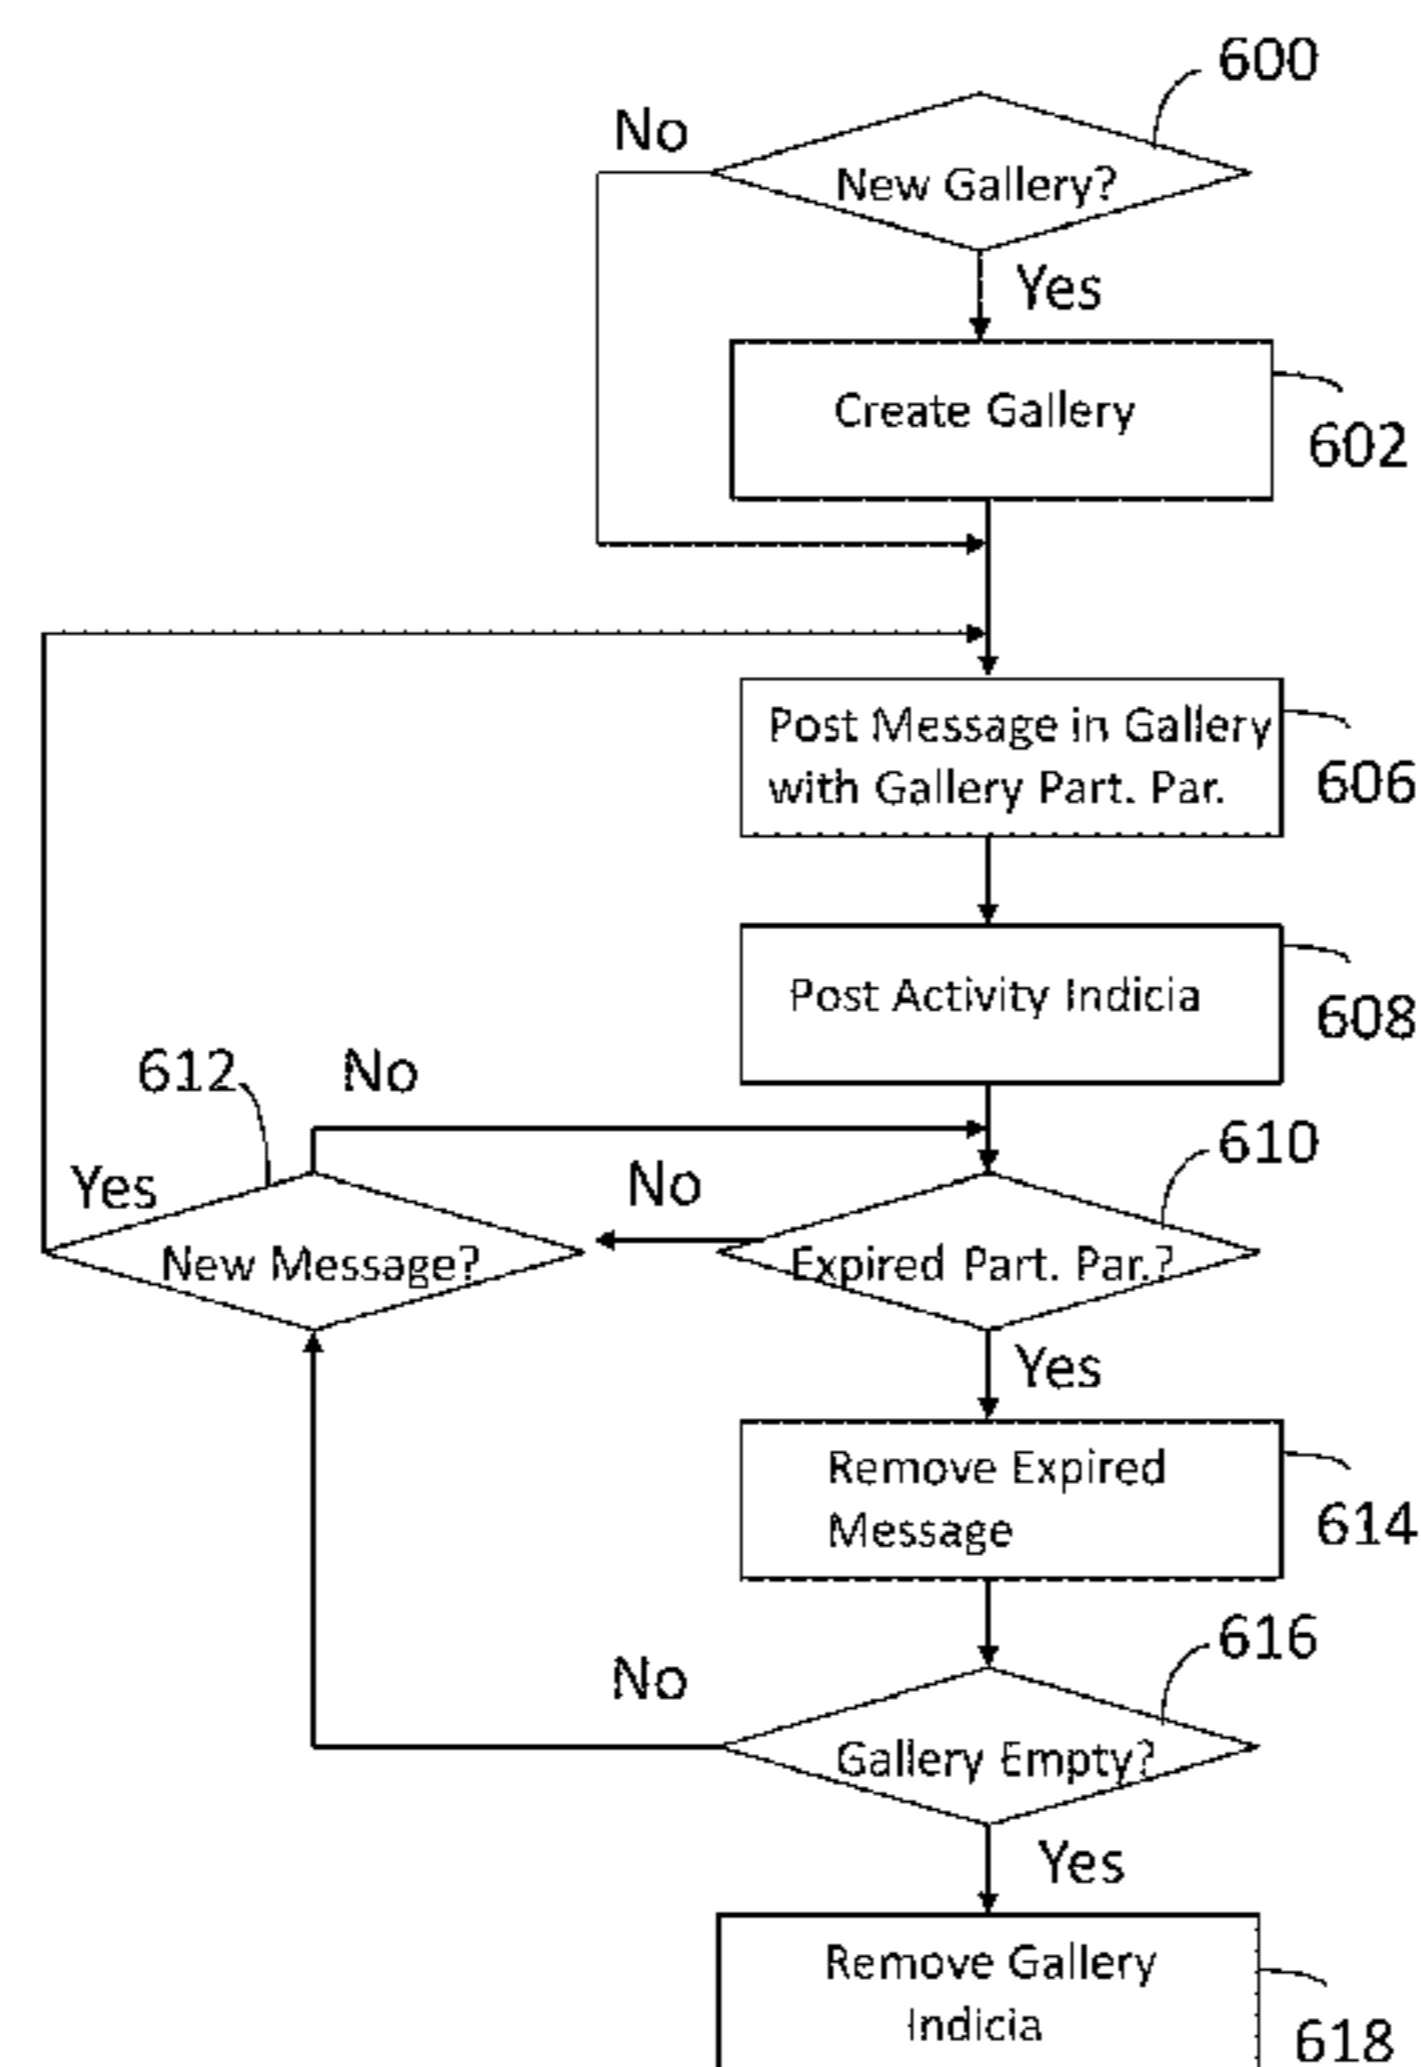 600
No
New Gallery?
Yes
Create Gallery
602
Post Message in Gallery
with Gallery Part. Par.
606
Post Activity Indicia
608
612
No
610
Yes
No
New Message?
Expired Part. Par.?
Yes
Remove Expired
Message
614
616
No
Gallery Empty?
Yes
Remove Gallery
Indicia
618